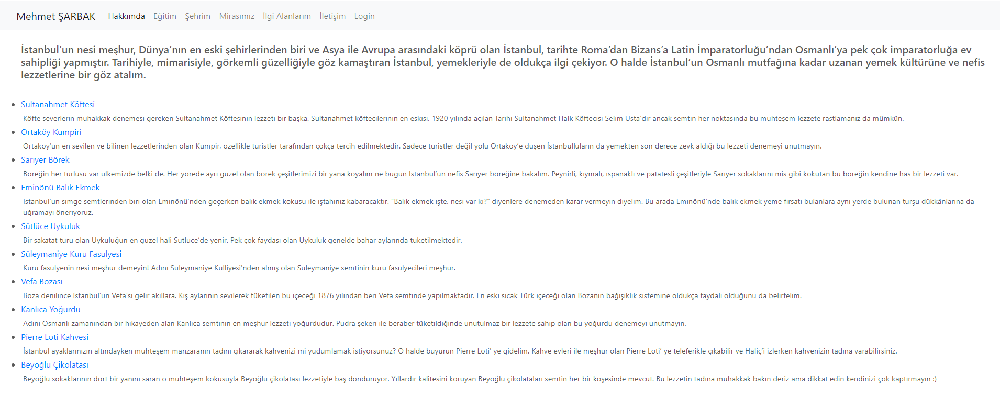 Mehmet ŞARBAK Hakkımda Eğitim Şehrim Mirasımız İlgi Alanlarım İletişim Login
İstanbul’un nesi meşhur, Dünya’nın en eski şehirlerinden biri ve Asya ile Avrupa arasındaki köprü olan İstanbul, tarihte Roma’dan Bizans’a Latin İmparatorluğu’ndan Osmanlı’ya pek çok imparatorluğa ev
sahipliği yapmıştır. Tarihiyle, mimarisiyle, görkemli güzelliğiyle göz kamaştıran İstanbul, yemekleriyle de oldukça ilgi çekiyor. O halde İstanbul’un Osmanlı mutfağına kadar uzanan yemek kültürüne ve nefis
lezzetlerine bir göz atalım.
Sultanahmet Köftesi
Köfte severlerin muhakkak denemesi gereken Sultanahmet Köftesinin lezzeti bir başka. Sultanahmet köftecilerinin en eskisi, 1920 yılında açılan Tarihi Sultanahmet Halk Köftecisi Selim Usta’dır ancak semtin her noktasında bu muhteşem lezzete rastlamanız da mümkün.
Ortaköy Kumpiri
Ortaköy’ün en sevilen ve bilinen lezzetlerinden olan Kumpir, özellikle turistler tarafından çokça tercih edilmektedir. Sadece turistler değil yolu Ortaköy’e düşen İstanbulluların da yemekten son derece zevk aldığı bu lezzeti denemeyi unutmayın.
Sarıyer Börek
Böreğin her türlüsü var ülkemizde belki de. Her yörede ayrı güzel olan börek çeşitlerimizi bir yana koyalım ne bugün İstanbul’un nefis Sarıyer böreğine bakalım. Peynirli, kıymalı, ıspanaklı ve patatesli çeşitleriyle Sarıyer sokaklarını mis gibi kokutan bu böreğin kendine has bir lezzeti var.
Eminönü Balık Ekmek
İstanbul’un simge semtlerinden biri olan Eminönü’nden geçerken balık ekmek kokusu ile iştahınız kabaracaktır. “Balık ekmek işte, nesi var ki?” diyenlere denemeden karar vermeyin diyelim. Bu arada Eminönü’nde balık ekmek yeme fırsatı bulanlara aynı yerde bulunan turşu dükkânlarına da
uğramayı öneriyoruz.
Sütlüce Uykuluk
Bir sakatat türü olan Uykuluğun en güzel hali Sütlüce’de yenir. Pek çok faydası olan Uykuluk genelde bahar aylarında tüketilmektedir.
Süleymaniye Kuru Fasulyesi
Kuru fasülyenin nesi meşhur demeyin! Adını Süleymaniye Külliyesi’nden almış olan Süleymaniye semtinin kuru fasülyecileri meşhur.
Vefa Bozası
Boza denilince İstanbul’un Vefa’sı gelir akıllara. Kış aylarının sevilerek tüketilen bu içeceği 1876 yılından beri Vefa semtinde yapılmaktadır. En eski sıcak Türk içeceği olan Bozanın bağışıklık sistemine oldukça faydalı olduğunu da belirtelim.
Kanlıca Yoğurdu
Adını Osmanlı zamanından bir hikayeden alan Kanlıca semtinin en meşhur lezzeti yoğurdudur. Pudra şekeri ile beraber tüketildiğinde unutulmaz bir lezzete sahip olan bu yoğurdu denemeyi unutmayın.
Pierre Loti Kahvesi
İstanbul ayaklarınızın altındayken muhteşem manzaranın tadını çıkararak kahvenizi mi yudumlamak istiyorsunuz? O halde buyurun Pierre Loti’ ye gidelim. Kahve evleri ile meşhur olan Pierre Loti’ ye teleferikle çıkabilir ve Haliç’i izlerken kahvenizin tadına varabilirsiniz.
Beyoğlu Çikolatası
Beyoğlu sokaklarının dört bir yanını saran o muhteşem kokusuyla Beyoğlu çikolatası lezzetiyle baş döndürüyor. Yıllardır kalitesini koruyan Beyoğlu çikolataları semtin her bir köşesinde mevcut. Bu lezzetin tadına muhakkak bakın deriz ama dikkat edin kendinizi çok kaptırmayın :)